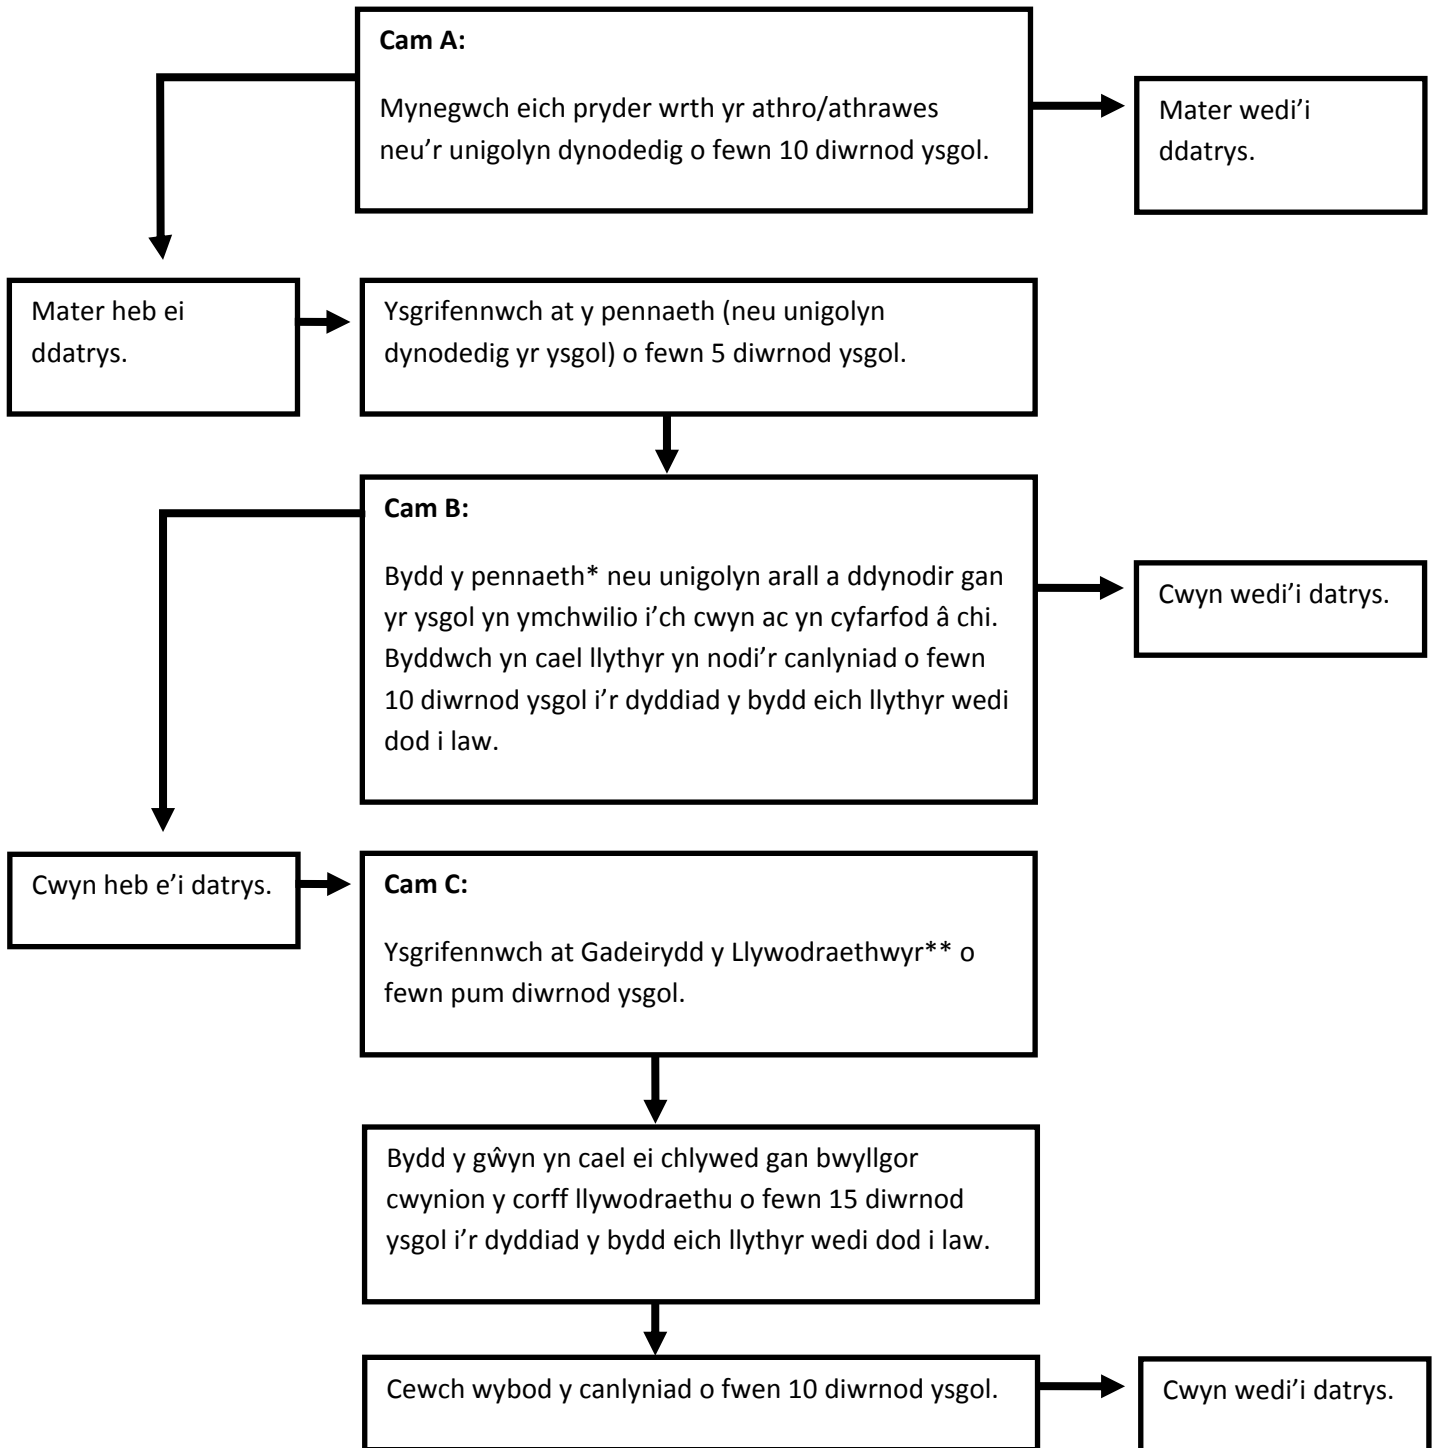 Cam A:
Mynegwch eich pryder wrth yr athro/athrawes
neu'r unigolyn dynodedig o fewn 10 diwrnod ysgol.
Mater wedi'i
ddatrys.
Mater heb ei
ddatrys.
Ysgrifennwch at y pennaeth (neu unigolyn
dynodedig yr ysgol) o fewn 5 diwrnod ysgol.
Cam B:
Bydd y pennaeth* neu unigolyn arall a ddynodir gan
yr ysgol yn ymchwilio i'ch cwyn ac yn cyfarfod â chi.
Byddwch yn cael llythyr yn nodi'r canlyniad o fewn
10 diwrnod ysgol i'r dyddiad y bydd eich llythyr wedi
dod i law.
Cwyn wedi'i datrys.
Cwyn heb e'i datrys.
Cam C:
Ysgrifennwch at Gadeirydd y Llywodraethwyr** o
fewn pum diwrnod ysgol.
Bydd y gŵyn yn cael ei chlywed gan bwyllgor
cwynion y corff llywodraethu o fewn 15 diwrnod
ysgol i'r dyddiad y bydd eich llythyr wedi dod i law.
Cewch wybod y canlyniad o fwen 10 diwrnod ysgol.
Cwyn wedi'i datrys.